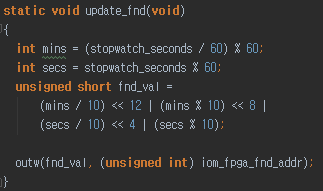 static void update_fnd(void)
{
int mins = (stopwatch_seconds / 60) % 60;
int secs = stopwatch_seconds % 60;
unsigned short fnd_val =
(mins / 10) << 12 | (mins % 10) << 8 |
(secs / 10) << 4 | (secs % 10);
outw(fnd_val, (unsigned int) iom_fpga_fnd_addr);
}